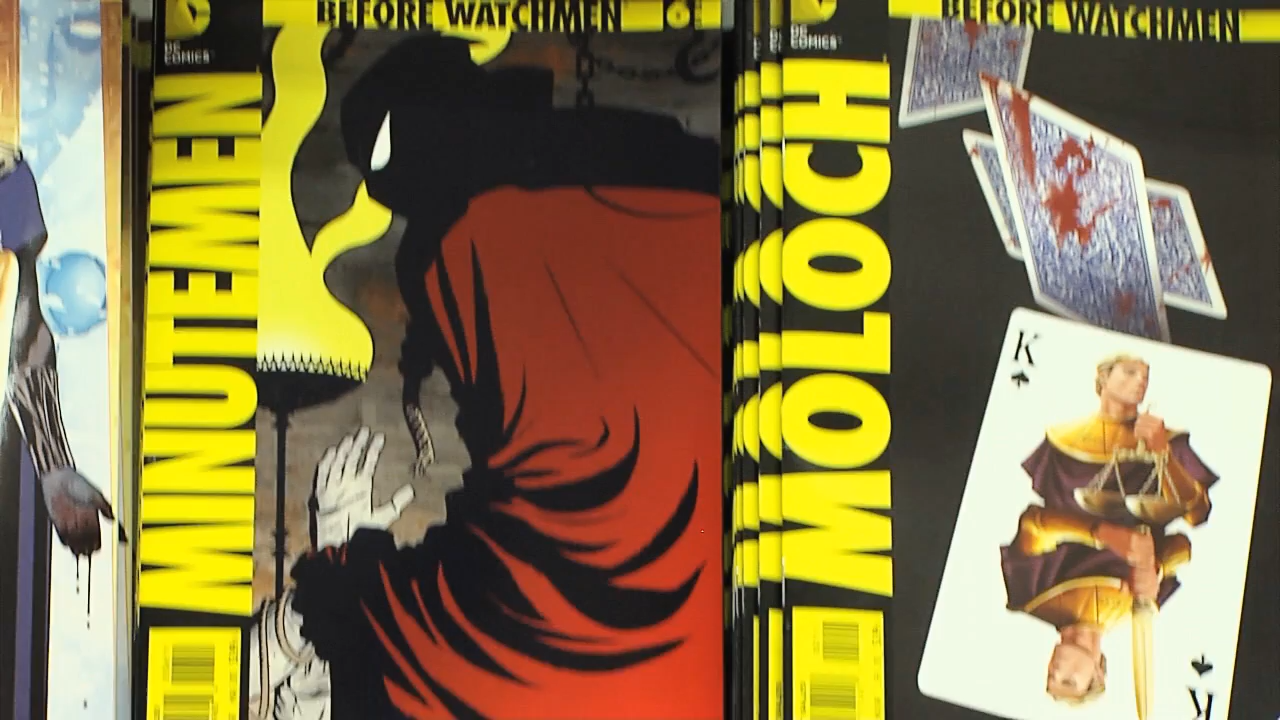 BEFORE WATCHMEN
DC
COMICS
MINUTEMEN
BEFORE WATCHMEN
DC
COMICS
MOLOCH
K
K